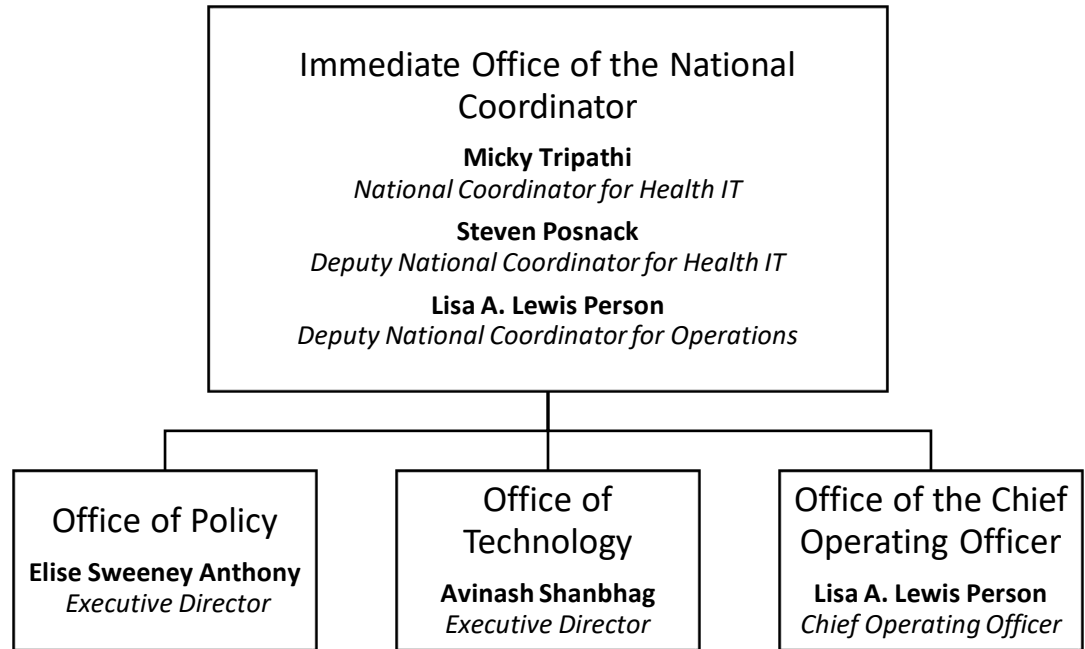 Immediate Office of the National
Coordinator
Micky Tripathi
National Coordinator for Health IT
Steven Posnack
Deputy National Coordinator for Health IT
Lisa A. Lewis Person
Deputy National Coordinator for Operations
Office of Policy
Elise Sweeney Anthony
Executive Director
Office of
Technology
Avinash Shanbhag
Executive Director
Office of the Chief
Operating Officer
Lisa A. Lewis Person
Chief Operating Officer